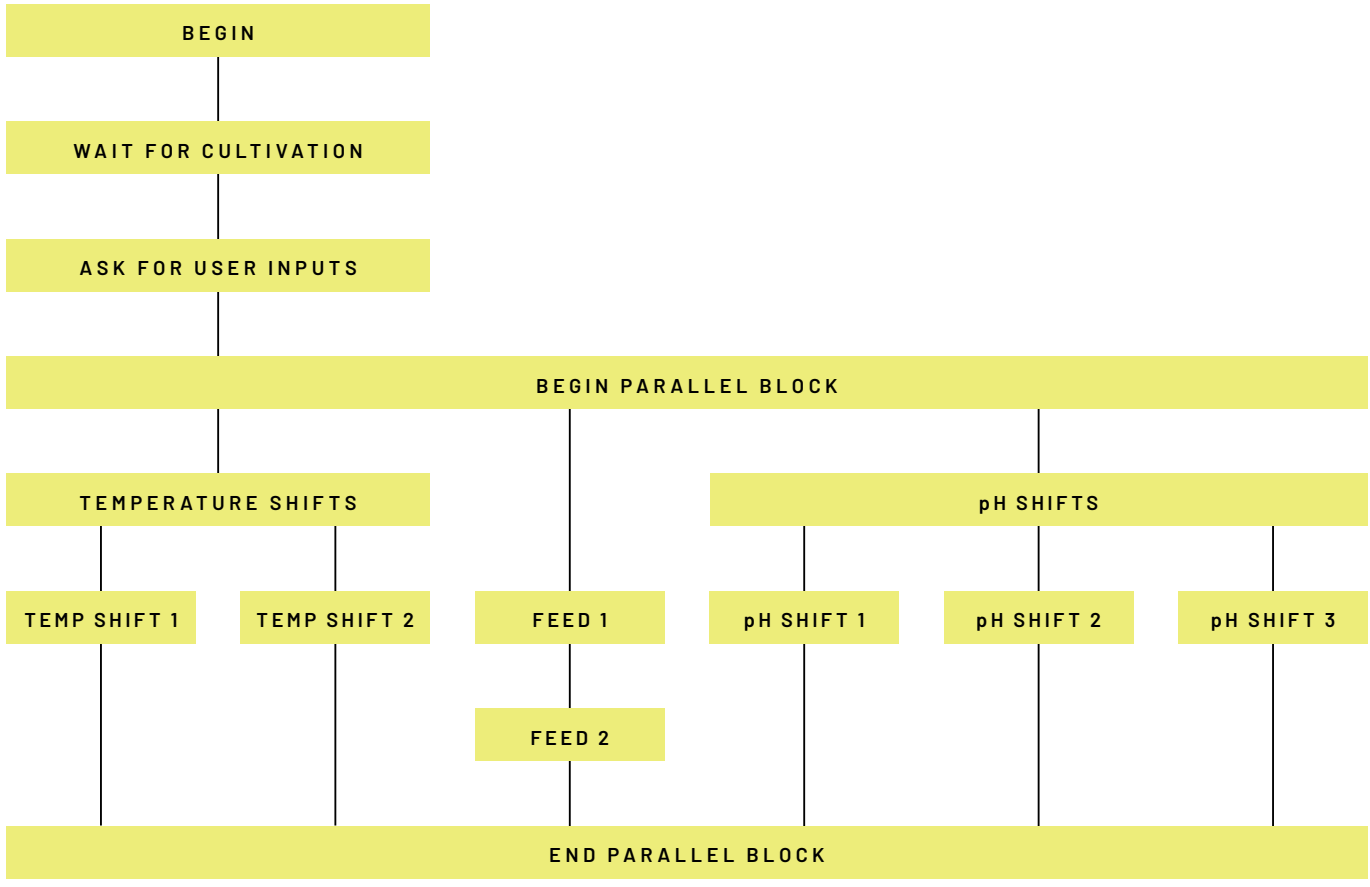 BEGIN
WAIT FOR CULTIVATION
ASK FOR USER INPUTS
BEGIN PARALLEL BLOCK
TEMPERATURE SHIFTS
pH SHIFTS
TEMP SHIFT 1
TEMP SHIFT 2
FEED 1
pH SHIFT 1
pH SHIFT 2
pH SHIFT 3
FEED 2
END PARALLEL BLOCK